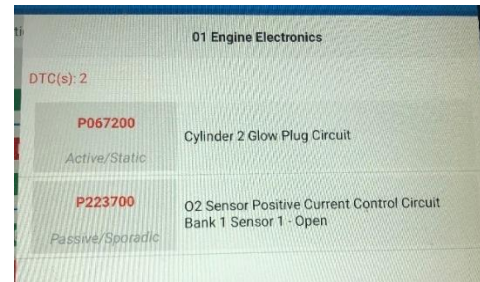 01 Engine Electronics
DTC(s): 2
P067200
Active/Static
Cylinder 2 Glow Plug Circuit
P223700
Passive/Sporadic
O2 Sensor Positive Current Control Circuit
Bank 1 Sensor 1 - Open